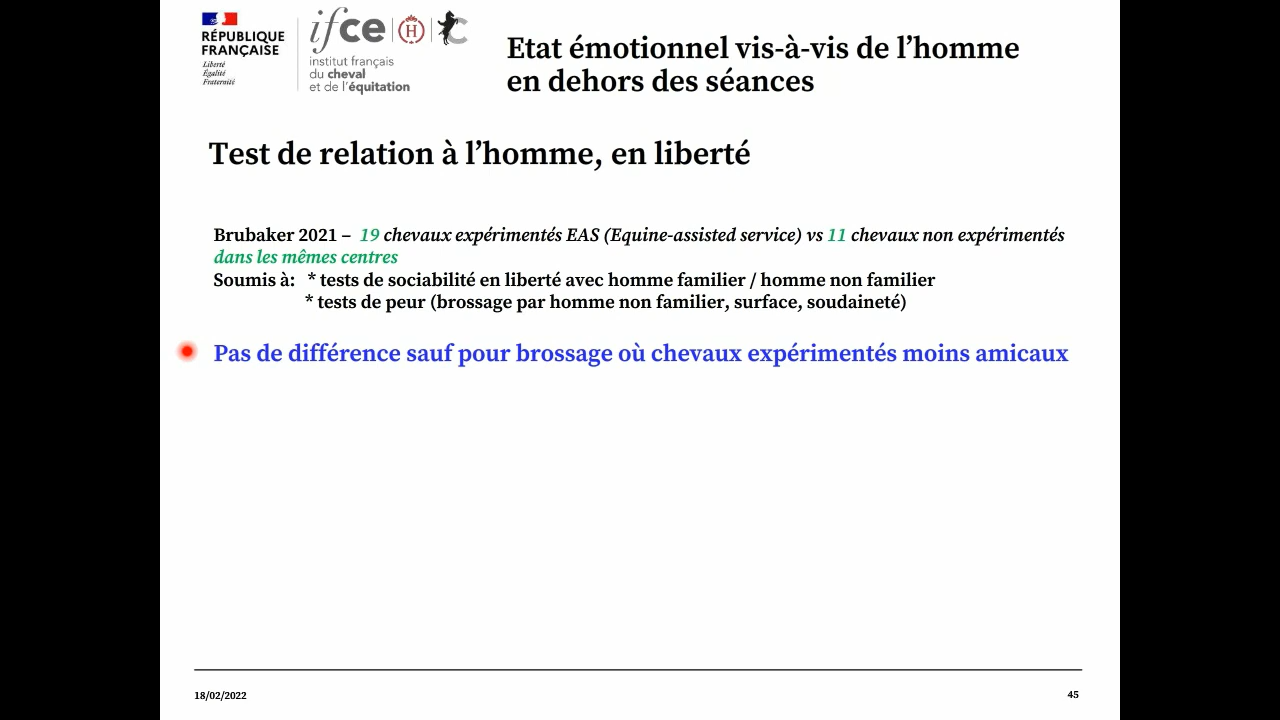 RÉPUBLIQUE
FRANÇAISE
Liberté
Égalité
Fraternité
ifce
H
institut français
du cheval
et de l'équitation
Etat émotionnel vis-à-vis de l’homme
en dehors des séances
Test de relation à l’homme, en liberté
Brubaker 2021 – 19 chevaux expérimentés EAS (Equine-assisted service) vs 11 chevaux non expérimentés
dans les mêmes centres
Soumis à: * tests de sociabilité en liberté avec homme familier / homme non familier
* tests de peur (brossage par homme non familier, surface, soudaineté)
Pas de différence sauf pour brossage où chevaux expérimentés moins amicaux
18/02/2022
45